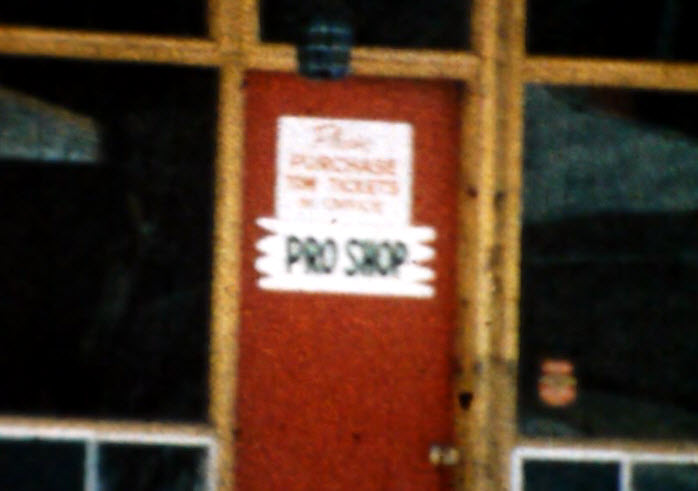 Please
PURCHASE
TOW TICKETS
IN OFFICE
PRO SHOP